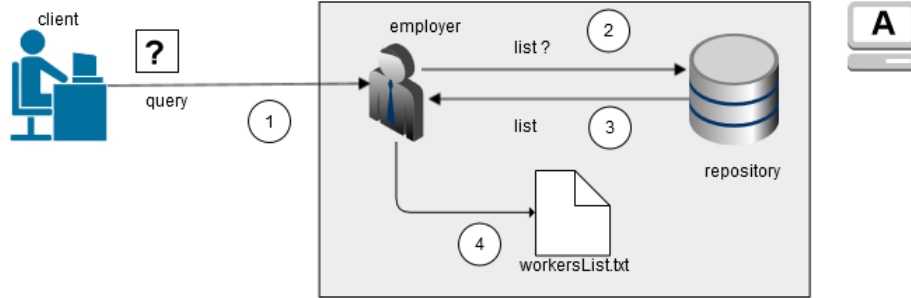 client
?
query
1
employer
list ?
2
list
3
repository
4
workersList.txt
A